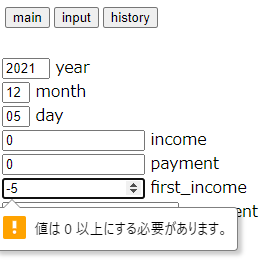 main input history
2021 year
12 month
05 day
0 income
0 payment
-5 first_income
ent
値は 0 以上にする必要があります。